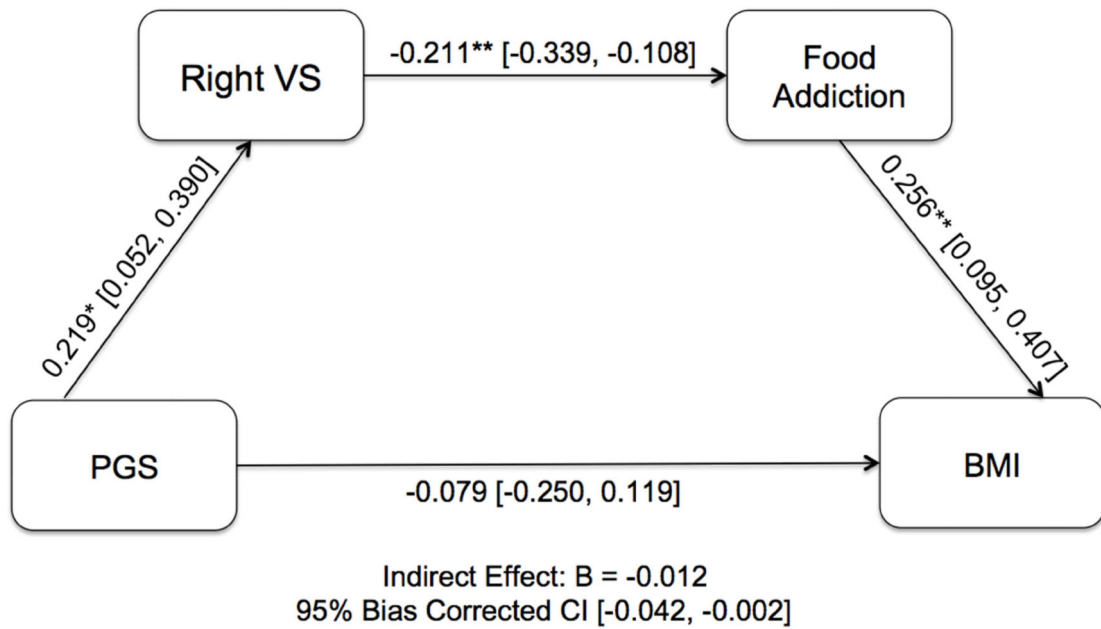 Right VS
-0.211** [-0.339, -0.108]
Food
Addiction
0.219* [0.052, 0.390]
0.256** [0.095, 0.407]
PGS
-0.079 [-0.250, 0.119]
BMI
Indirect Effect: B = -0.012
95% Bias Corrected CI [-0.042, -0.002]